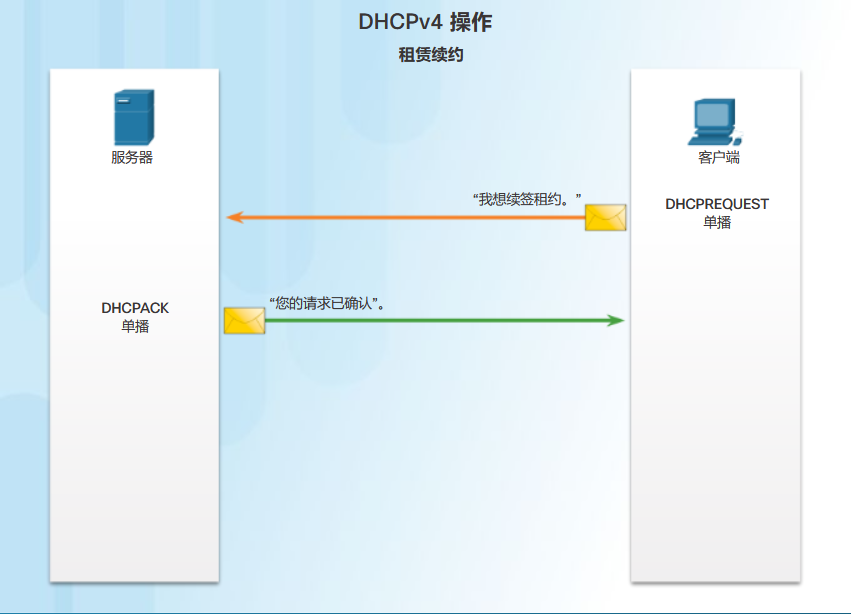 DHCPv4 操作
租赁续约
服务器
客户端
“我想续签租约。”
DHCPREQUEST
单播
“您的请求已确认”。
DHCPACK
单播